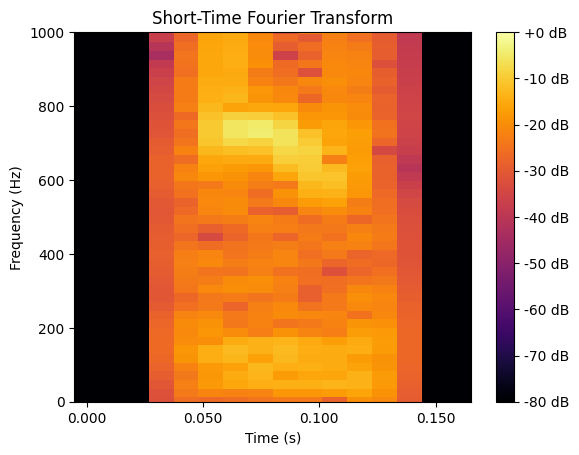 Short-Time Fourier Transform
1000
800
600
400
200
0
Frequency (Hz)
0.000
0.050
0.100
0.150
Time (s)
+0 dB
-10 dB
-20 dB
-30 dB
-40 dB
-50 dB
-60 dB
-70 dB
-80 dB